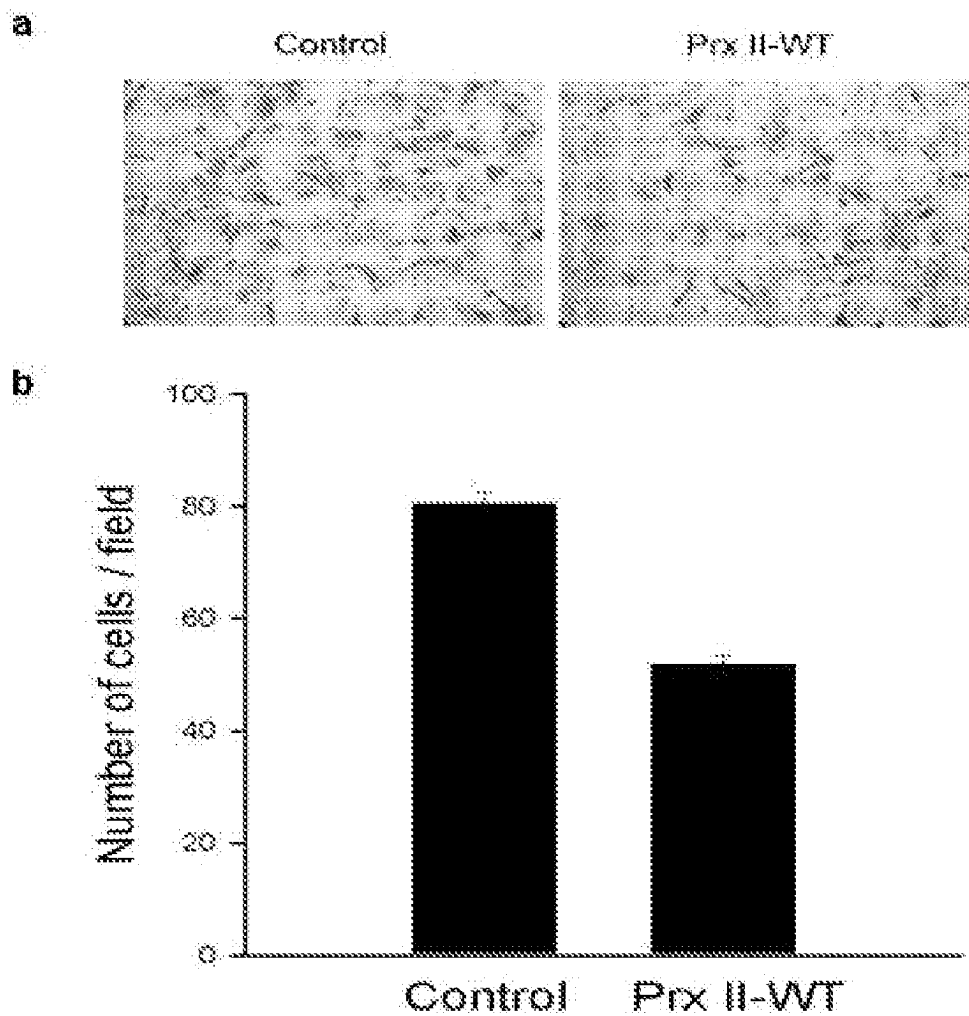 a
Control Prx II-WT
b
100
80
60
40
20
0
Number of cells / field
Control Prx II-WT